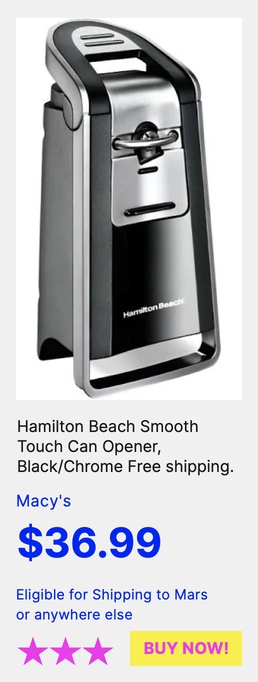 Hamilton Beach
Hamilton Beach Smooth
Touch Can Opener,
Black/Chrome Free shipping.
Macy's
$36.99
Eligible for Shipping to Mars
or anywhere else
BUY NOW!